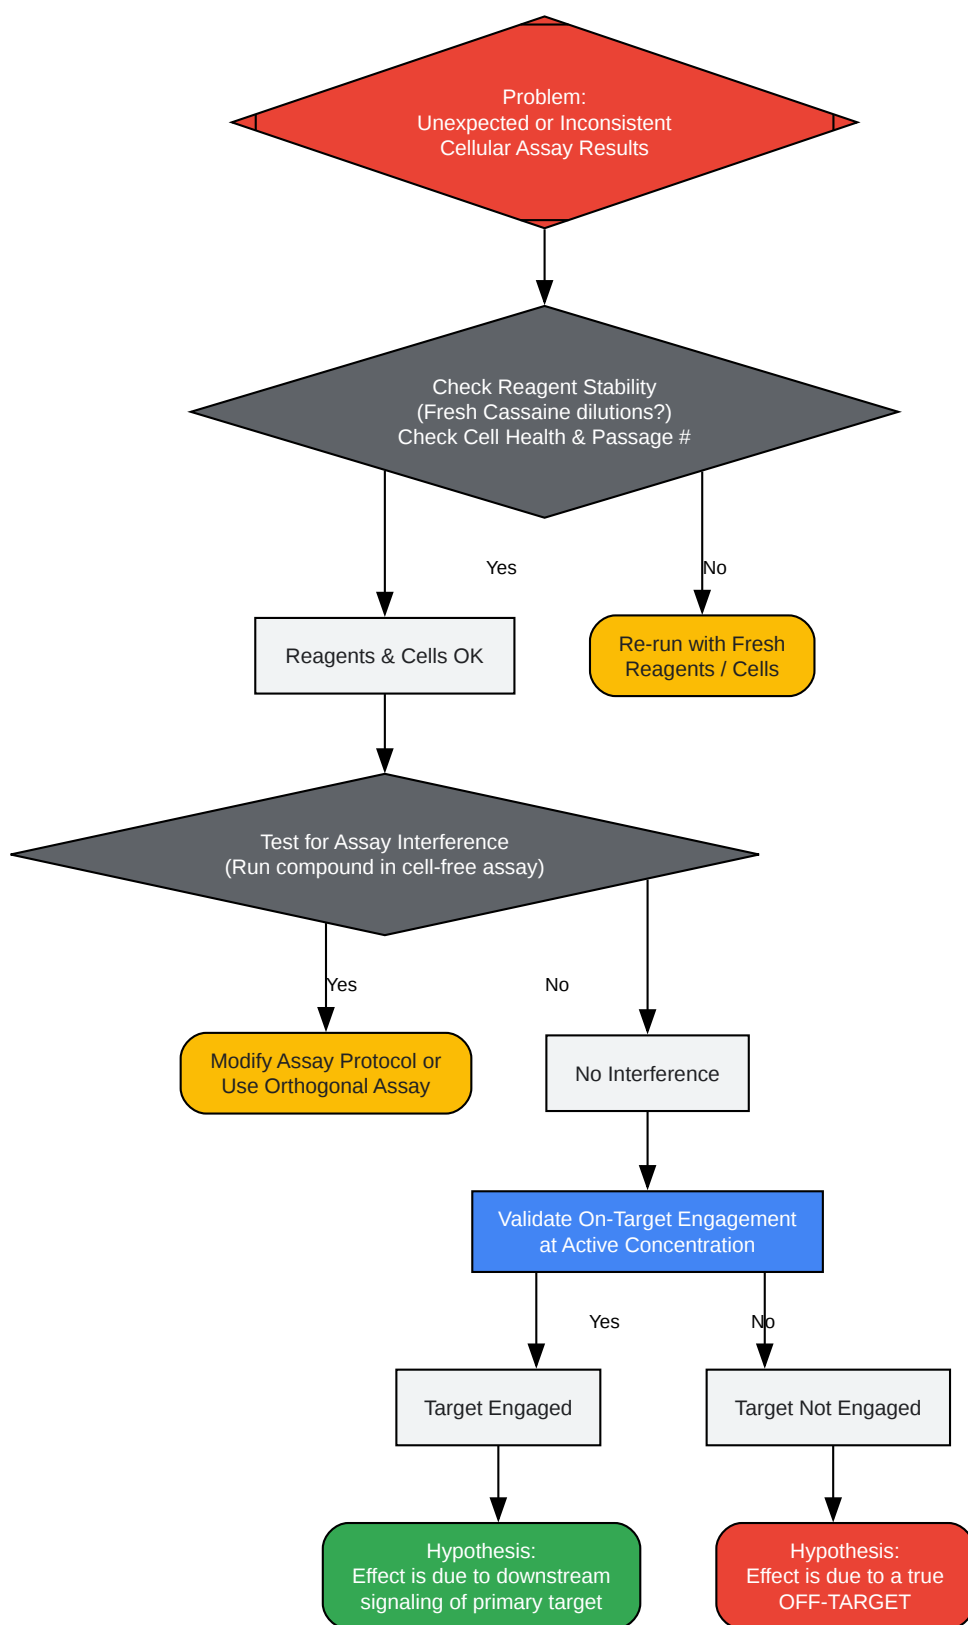 Problem:
Unexpected or Inconsistent
Cellular Assay Results
Check Reagent Stability
(Fresh Cassaine dilutions?)
Check Cell Health & Passage #
Yes
No
Reagents & Cells OK
Re-run with Fresh
Reagents / Cells
Test for Assay Interference
(Run compound in cell-free assay)
Yes
No
Modify Assay Protocol or
Use Orthogonal Assay
No Interference
Validate On-Target Engagement
at Active Concentration
Yes
No
Target Engaged
Target Not Engaged
Hypothesis:
Effect is due to downstream
signaling of primary target
Hypothesis:
Effect is due to a true
OFF-TARGET